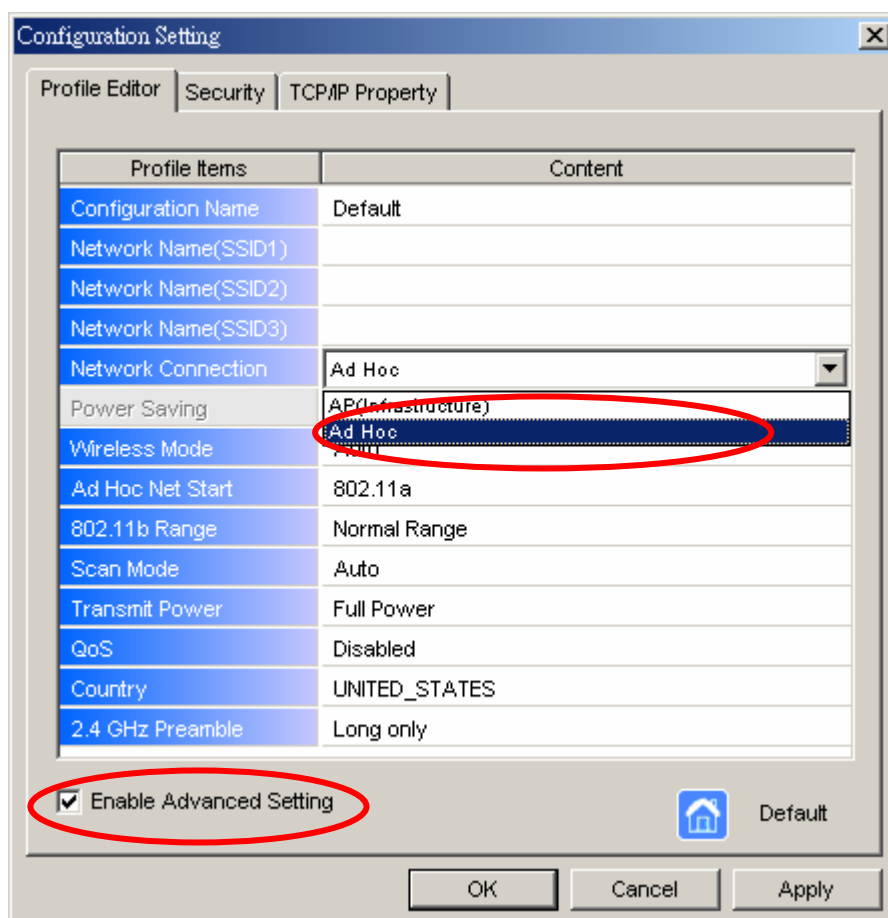 Configuration Setting
Profile Editor Security TCP/IP Property
Profile Items Content
Configuration Name Default
Network Name(SSID1)
Network Name(SSID2)
Network Name(SSID3)
Network Connection Ad Hoc
AP(Infrastructure)
Power Saving
Ad Hoc
Wireless Mode Auto
Ad Hoc Net Start 802.11a
802.11b Range Normal Range
Scan Mode Auto
Transmit Power Full Power
QoS Disabled
Country UNITED_STATES
2.4 GHz Preamble Long only
Enable Advanced Setting
Default
OK Cancel Apply